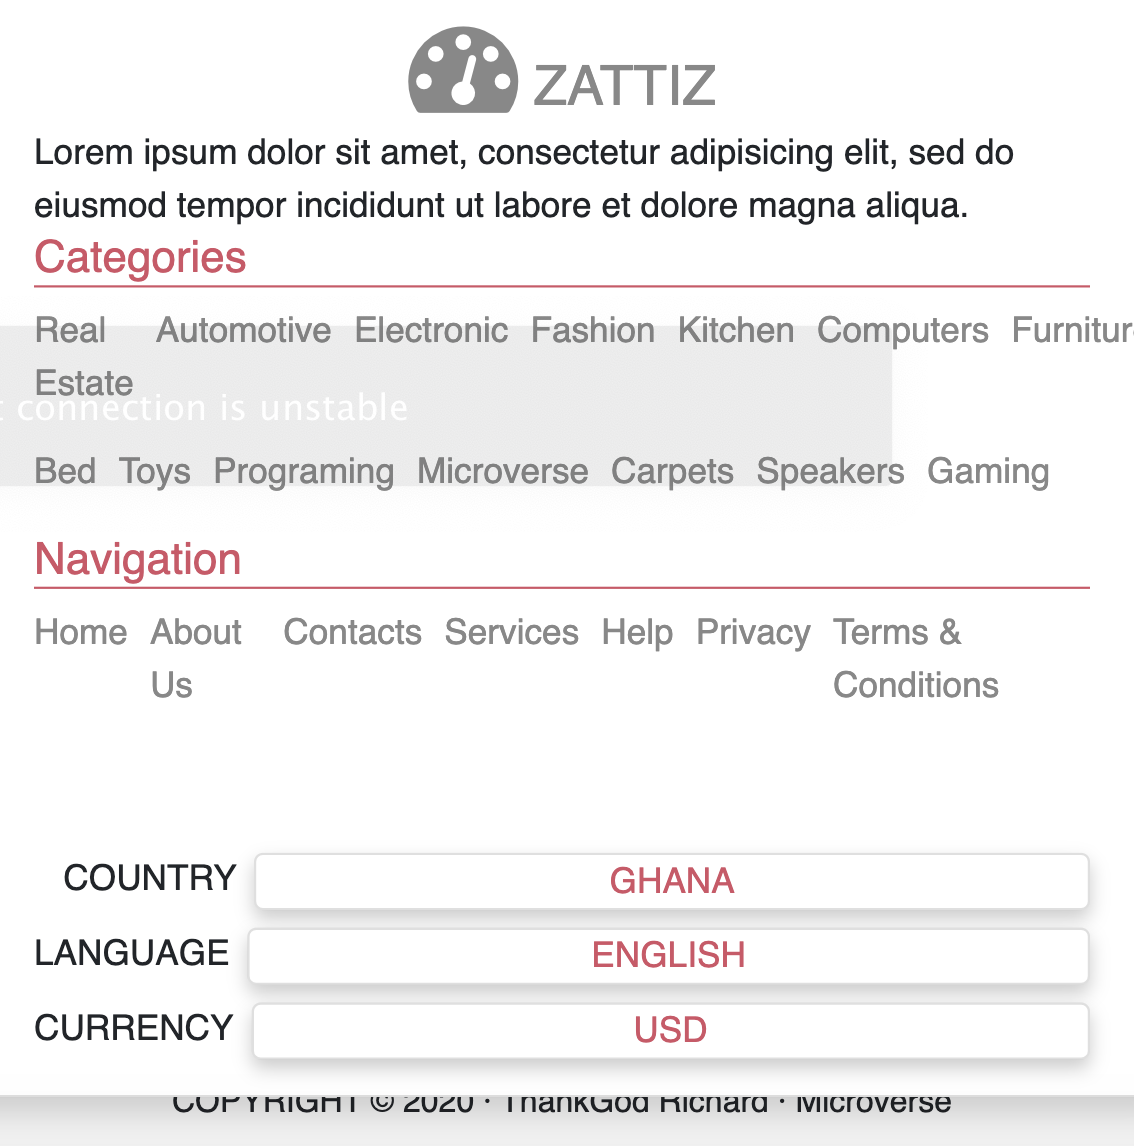 ZATTIZ
Lorem ipsum dolor sit amet, consectetur adipisicing elit, sed do
eiusmod tempor incididunt ut labore et dolore magna aliqua.
Categories
Real Automotive Electronic Fashion Kitchen Computers
Estate
connection is unstable
Bed Toys Programing Microverse Carpets Speakers Gaming
Navigation
Home About Contacts Services Help Privacy Terms &
Us Conditions
COUNTRY GHANA
LANGUAGE ENGLISH
CURRENCY USD
COPYRIGHT © 2020 · ThankGod Richard · Microverse